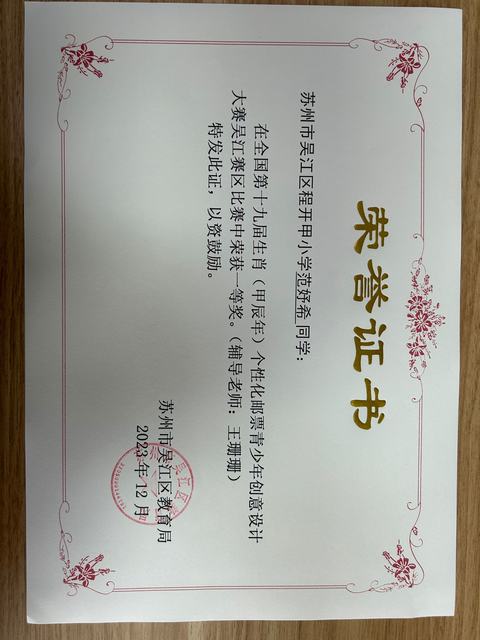 荣誉证书
苏州市吴江区程开甲小学范妤希同学：
在全国第十九届生肖（甲辰年）个性化邮票青少年创意设计
大赛吴江赛区比赛中荣获一等奖。（辅导老师：王珊珊）
特发此证，以资鼓励。
苏州市吴江区教育局
2023年12月